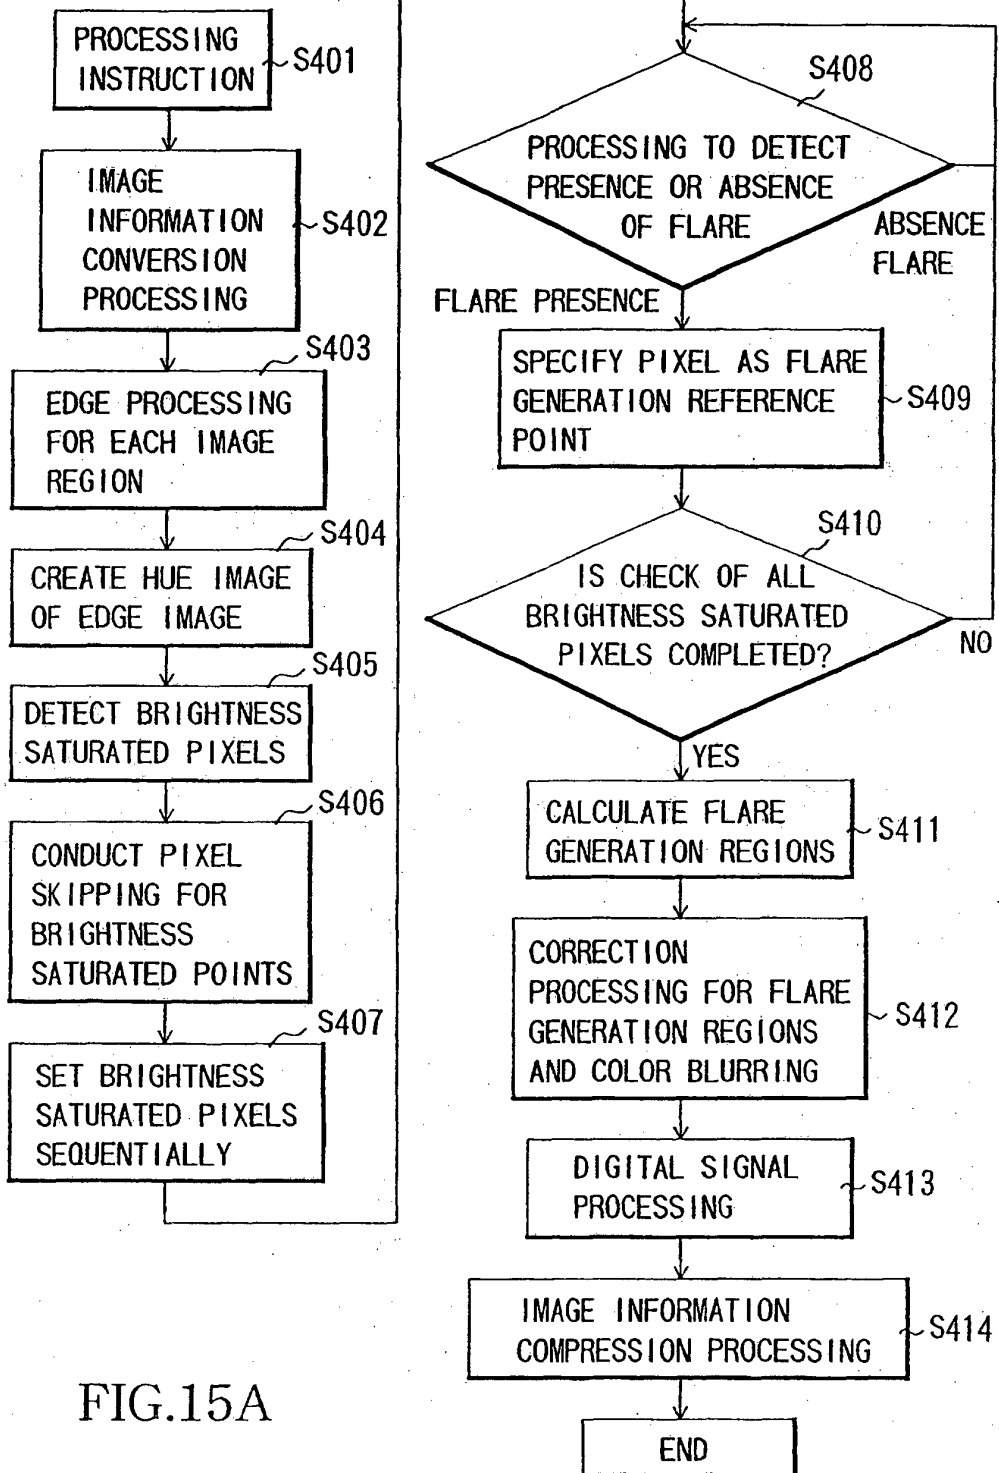 PROCESSING
INSTRUCTION
S401
IMAGE
INFORMATION
CONVERSION
PROCESSING
S402
S403
EDGE PROCESSING
FOR EACH IMAGE
REGION
S404
CREATE HUE IMAGE
OF EDGE IMAGE
S405
DETECT BRIGHTNESS
SATURATED PIXELS
S406
CONDUCT PIXEL
SKIPPING FOR
BRIGHTNESS
SATURATED POINTS
S407
SET BRIGHTNESS
SATURATED PIXELS
SEQUENTIALLY
S408
PROCESSING TO DETECT
PRESENCE OR ABSENCE
OF FLARE
ABSENCE
FLARE
FLARE PRESENCE
SPECIFY PIXEL AS FLARE
GENERATION REFERENCE
POINT
S409
S410
IS CHECK OF ALL
BRIGHTNESS SATURATED
PIXELS COMPLETED?
NO
YES
CALCULATE FLARE
GENERATION REGIONS
S411
CORRECTION
PROCESSING FOR FLARE
GENERATION REGIONS
AND COLOR BLURRING
S412
DIGITAL SIGNAL
PROCESSING
S413
IMAGE INFORMATION
COMPRESSION PROCESSING
S414
END
FIG.15A